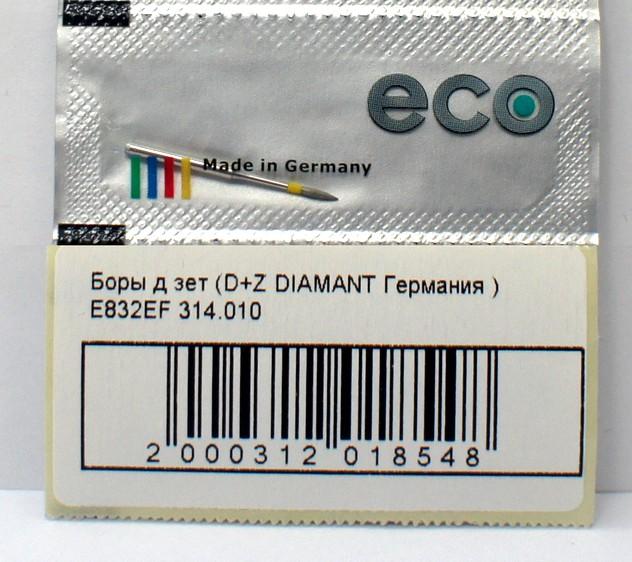 eco
Made in Germany
Боры д зет (D+Z DIAMANT Германия )
E832EF 314.010
2 000312 018548